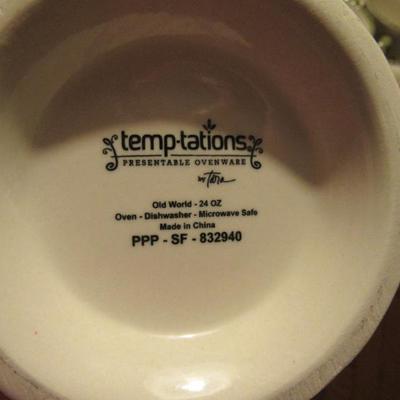 temp-tations
PRESENTABLE OVENWARE
by Tara
Old World - 24 OZ
Oven - Dishwasher - Microwave Safe
Made in China
PPP - SF - 832940